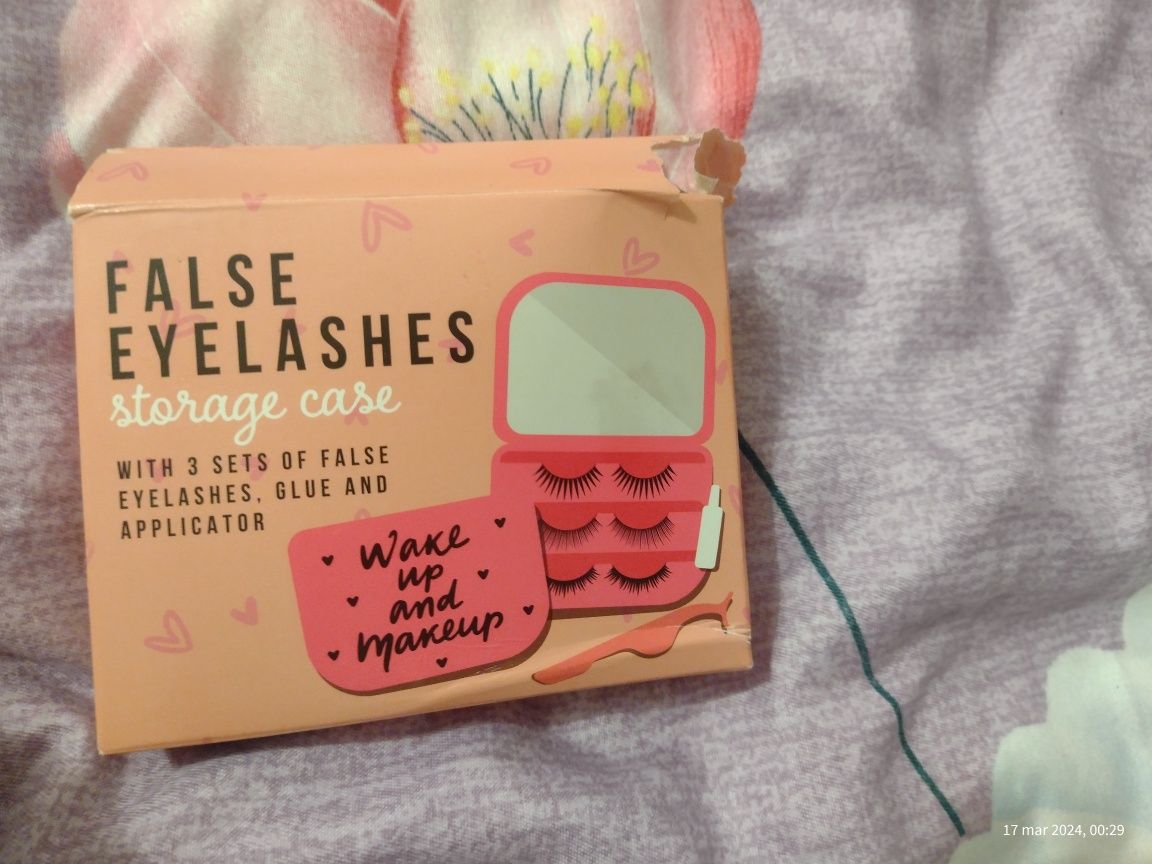 FALSE
EYELASHES
storage case
WITH 3 SETS OF FALSE
EYELASHES, GLUE AND
APPLICATOR
Wake
up
and
makeup
17 mar 2024, 00:29